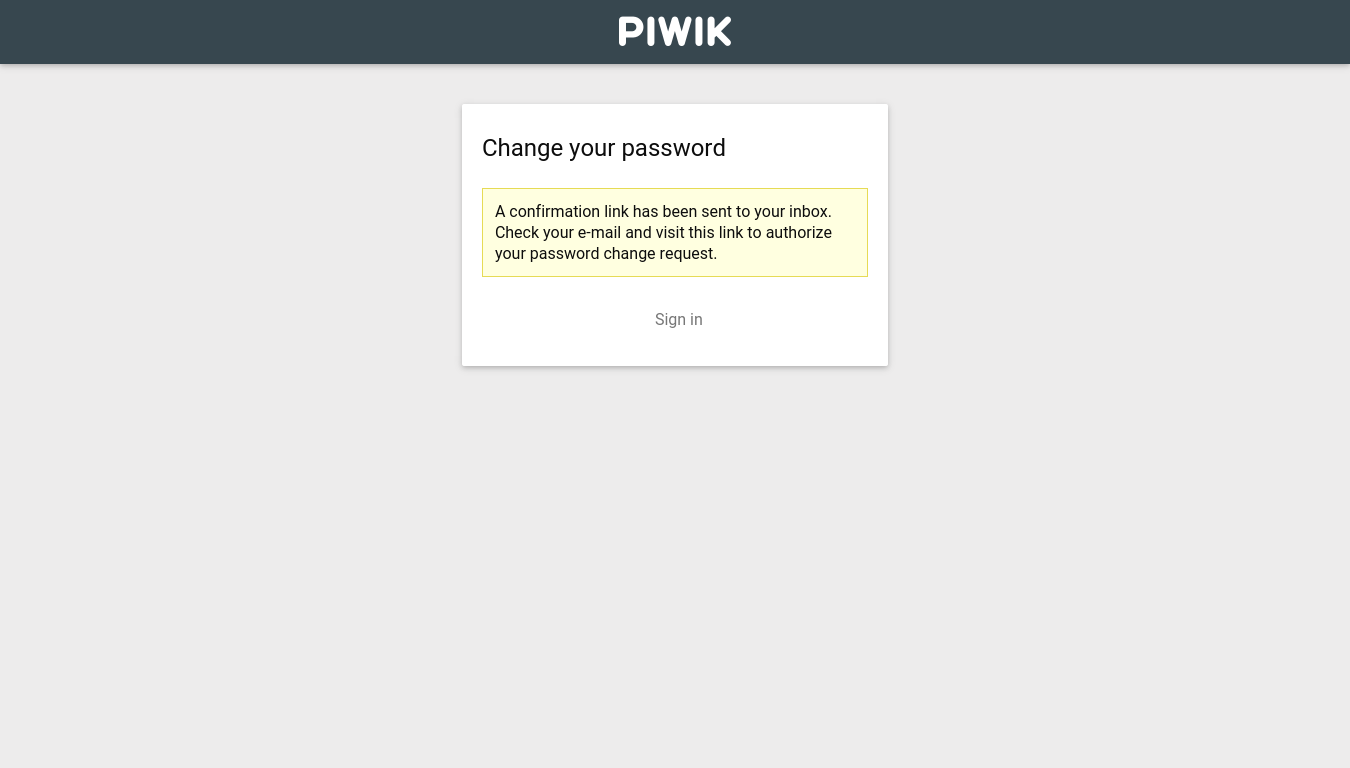 PIWIK
Change your password
A confirmation link has been sent to your inbox.
Check your e-mail and visit this link to authorize
your password change request.
Sign in